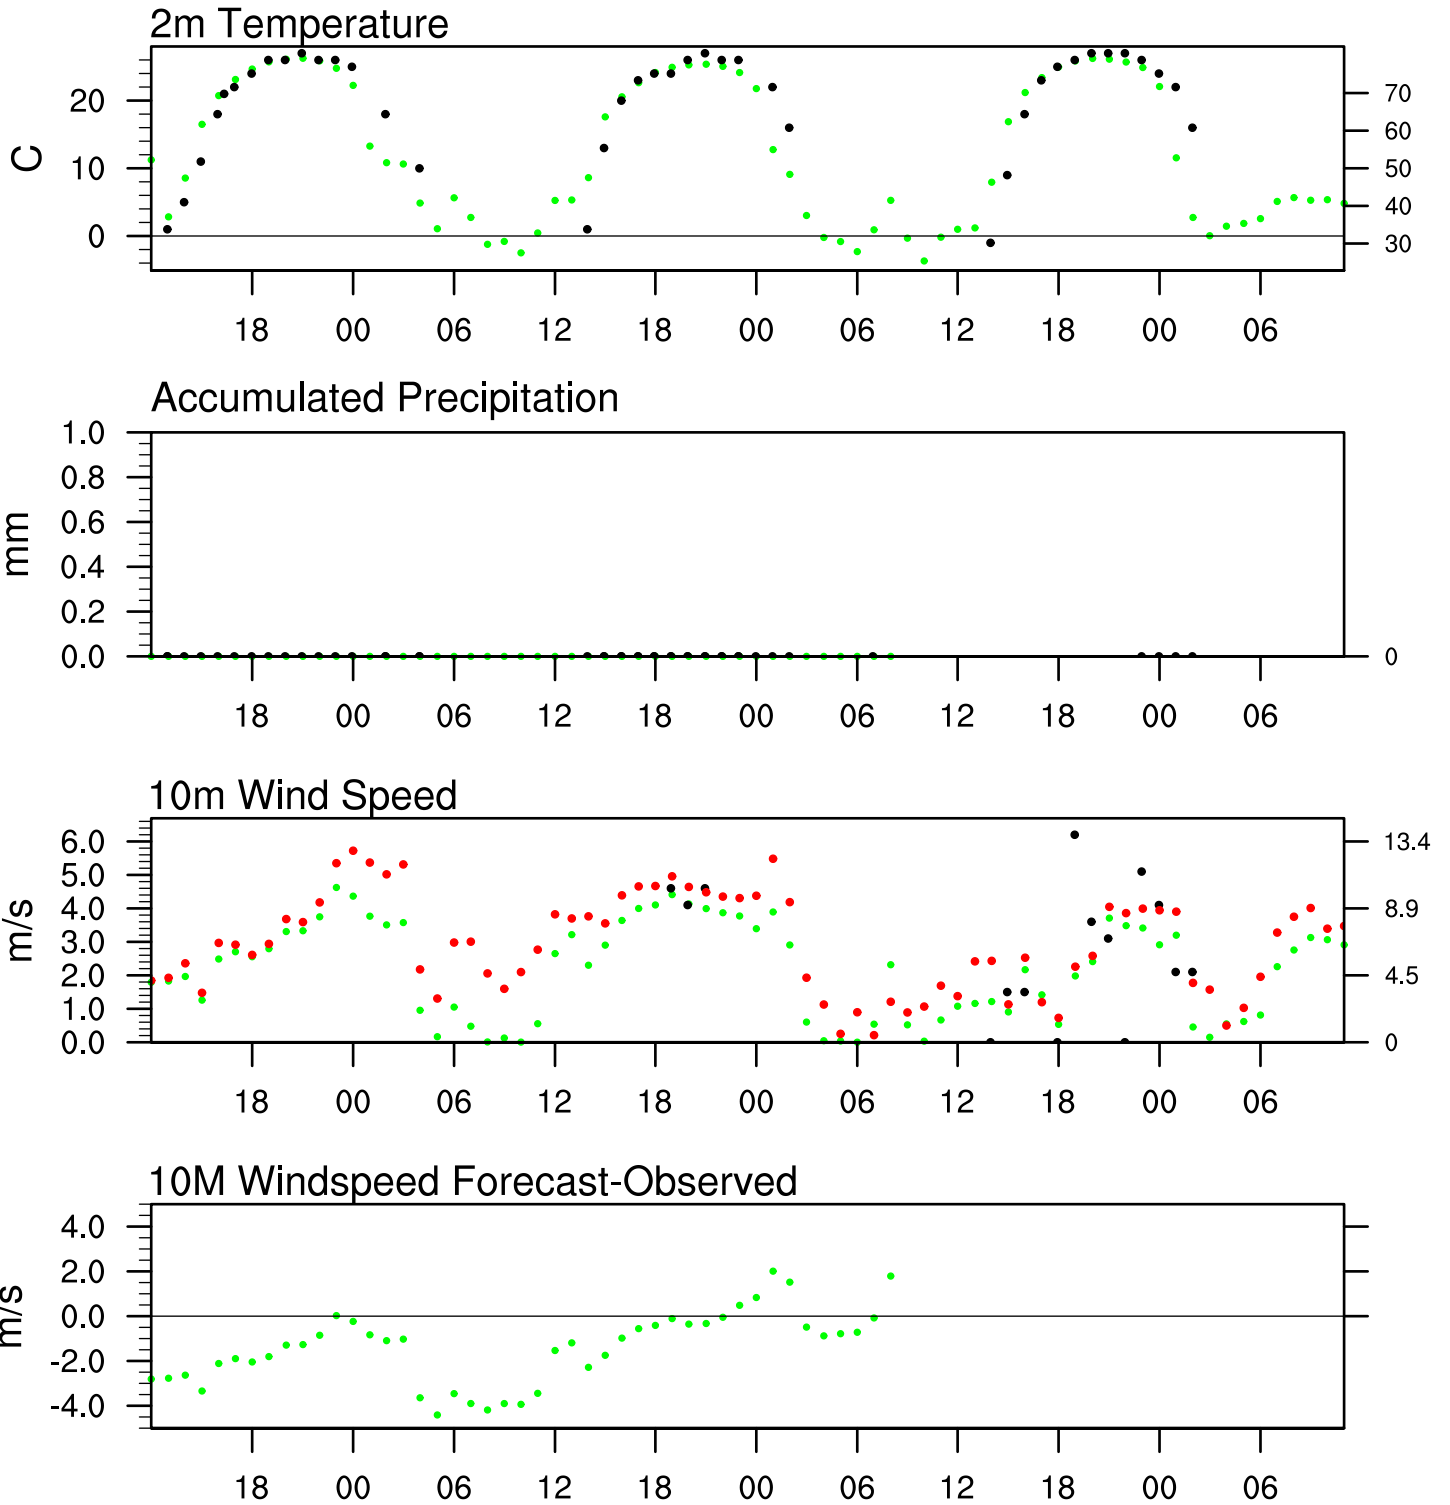 2m Temperature
C
20
10
0
70
60
50
40
30
18 00 06 12 18 00 06 12 18 00 06
Accumulated Precipitation
mm
1.0
0.8
0.6
0.4
0.2
0.0
0
18 00 06 12 18 00 06 12 18 00 06
10m Wind Speed
m/s
6.0
5.0
4.0
3.0
2.0
1.0
0.0
13.4
8.9
4.5
0
18 00 06 12 18 00 06 12 18 00 06
10M Windspeed Forecast-Observed
m/s
4.0
2.0
0.0
-2.0
-4.0
18 00 06 12 18 00 06 12 18 00 06